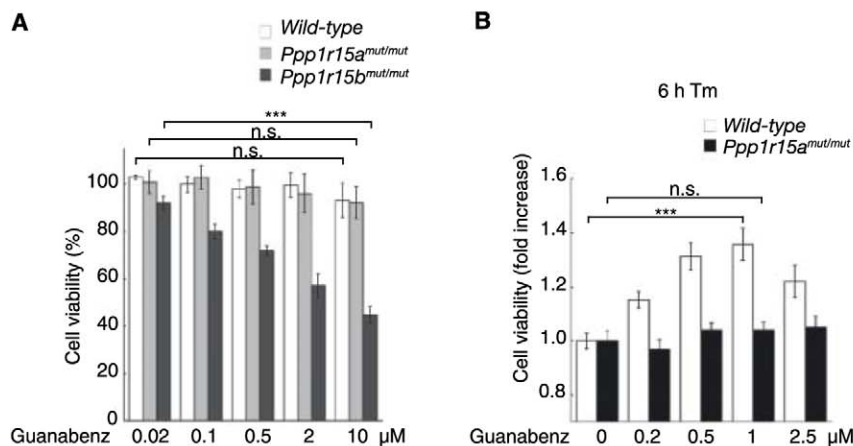 A
Wild-type
Ppp1r15a^mut/mut
Ppp1r15b^mut/mut
***
n.s.
n.s.
100
80
60
40
20
0
Cell viability (%)
Guanabenz 0.02 0.1 0.5 2 10 µM
B
6 h Tm
Wild-type
Ppp1r15a^mut/mut
1.6
n.s.
***
1.4
1.2
1.0
0.8
Cell viability (fold increase)
Guanabenz 0 0.2 0.5 1 2.5 µM